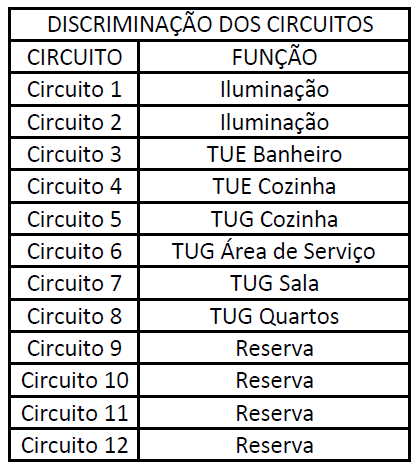 DISCRIMINAÇÃO DOS CIRCUITOS
CIRCUITO FUNÇÃO
Circuito 1 Iluminação
Circuito 2 Iluminação
Circuito 3 TUE Banheiro
Circuito 4 TUE Cozinha
Circuito 5 TUG Cozinha
Circuito 6 TUG Área de Serviço
Circuito 7 TUG Sala
Circuito 8 TUG Quartos
Circuito 9 Reserva
Circuito 10 Reserva
Circuito 11 Reserva
Circuito 12 Reserva